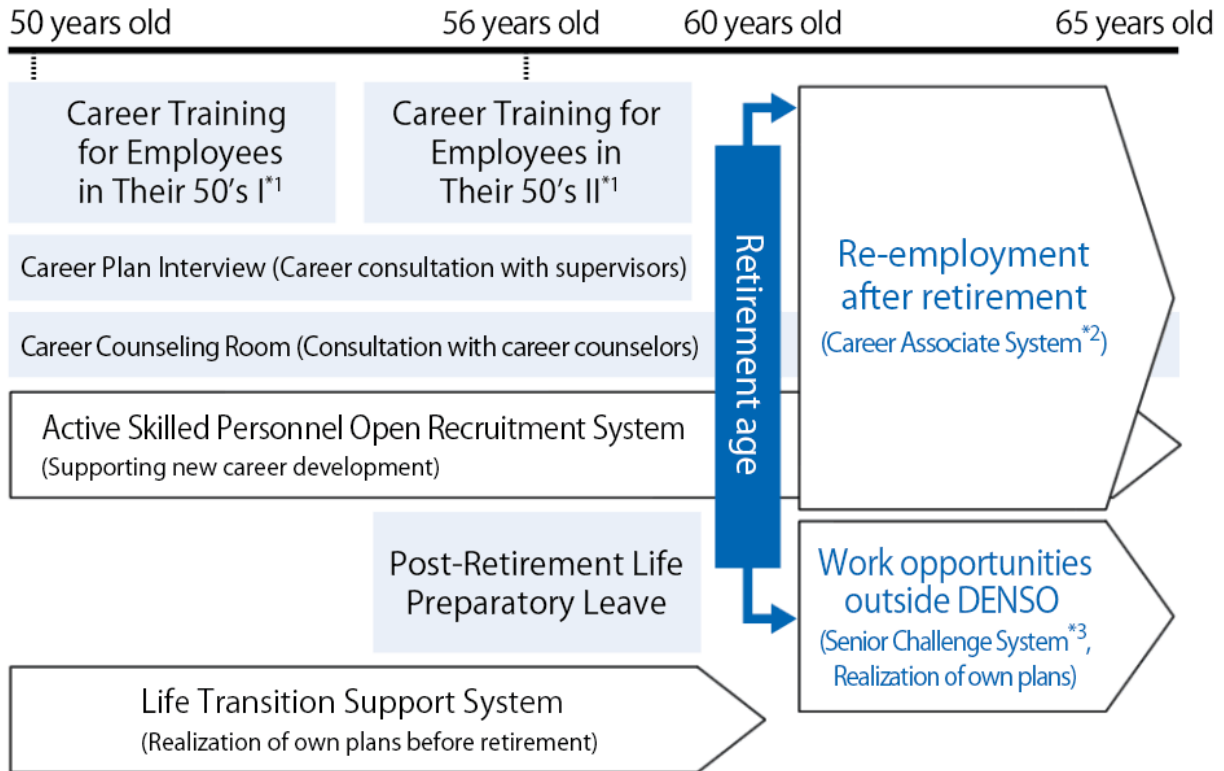 50 years old
56 years old
60 years old
65 years old
Career Training
for Employees
in Their 50's I*1
Career Training for
Employees in
Their 50's II*1
Career Plan Interview (Career consultation with supervisors)
Career Counseling Room (Consultation with career counselors)
Active Skilled Personnel Open Recruitment System
(Supporting new career development)
Post-Retirement Life
Preparatory Leave
Life Transition Support System
(Realization of own plans before retirement)
Retirement age
Re-employment
after retirement
(Career Associate System*2)
Work opportunities
outside DENSO
(Senior Challenge System*3,
Realization of own plans)